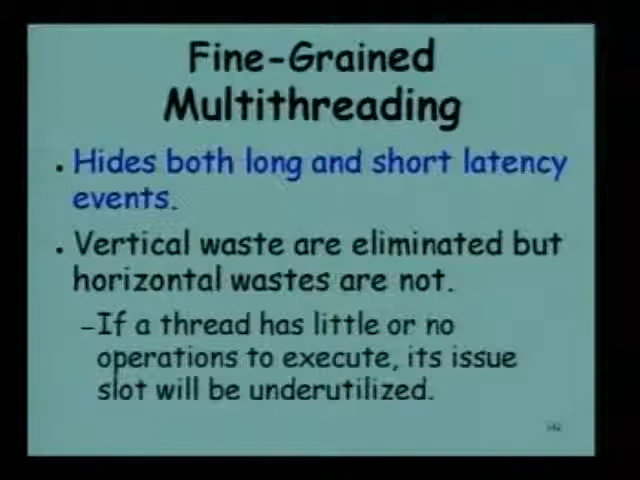 Fine-Grained
Multithreading
• Hides both long and short latency
events.
• Vertical waste are eliminated but
horizontal wastes are not.
–If a thread has little or no
operations to execute, its issue
slot will be underutilized.